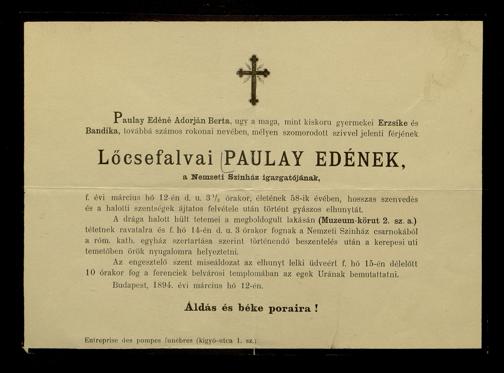 Paulay Edéné Adorján Berta, ugy a maga, mint kiskoru gyermekei Erzsike és
Bandika, továbbá számos rokonai nevében, mélyen szomorodott szivvel jelenti férjének
Lőcsefalvai PAULAY EDÉNEK,
a Nemzeti Szinház igazgatójának,
f. évi március hó 12-én d. u. 3½ órakor, életének 58-ik évében, hosszas szenvedés
és a halotti szentségek ájtatos felvétele után történt gyászos elhunytát.
A drága halott hült tetemei a megboldogult lakásán (Muzeum-körut 2. sz. a.)
tétetnek ravatalra és f. hó 14-én d. u. 3 órakor fognak a Nemzeti Szinház csarnokából
a róm. kath. egyház szertartása szerint történendő beszentelés után a kerepesi uti
temetőben örök nyugalomra helyeztetni.
Az engesztelő szent miseáldozat az elhunyt lelki üdveért f. hó 15-én délelőtt
10 órakor fog a ferenciek belvárosi templomában az egek Urának bemutattatni.
Budapest, 1894. évi március hó 12-én.
Áldás és béke poraira !
Entreprise des pompes funèbres (kigyó-utca 1. sz.)